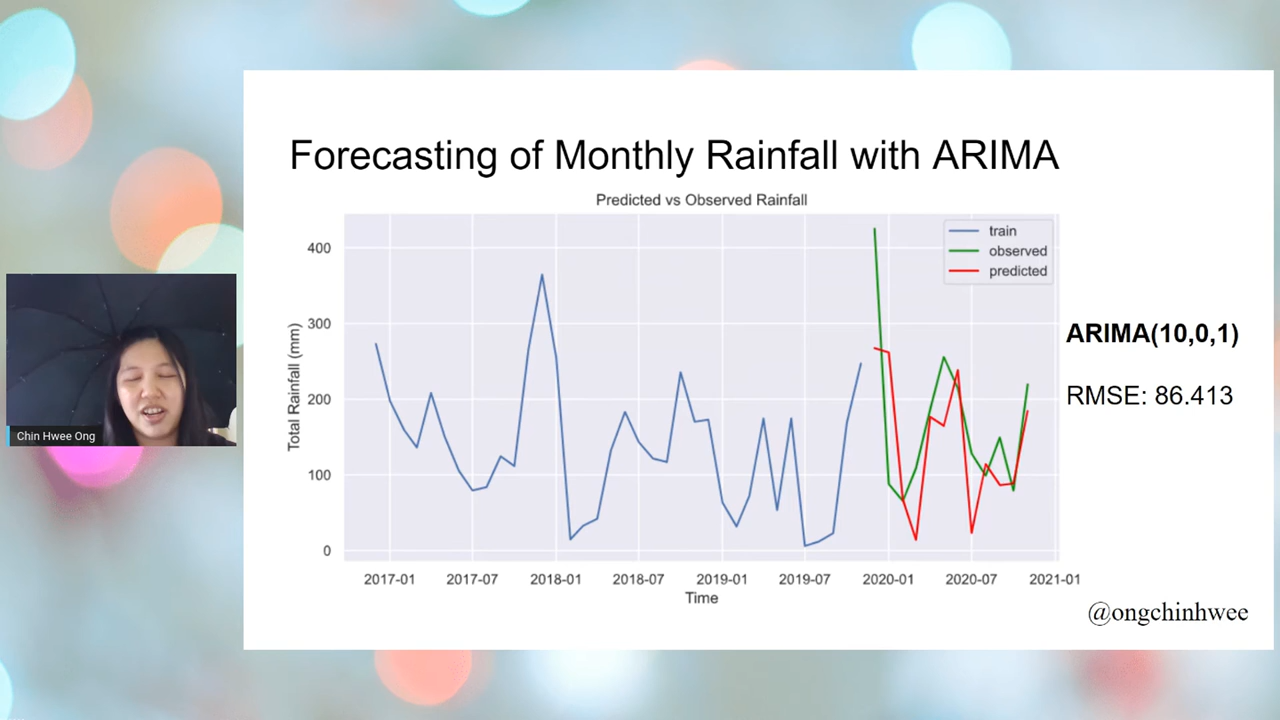 Forecasting of Monthly Rainfall with ARIMA
Predicted vs Observed Rainfall
train
observed
predicted
400
300
200
100
0
Total Rainfall (mm)
2017-01 2017-07 2018-01 2018-07 2019-01 2019-07 2020-01 2020-07 2021-01
Time
ARIMA(10,0,1)
RMSE: 86.413
@ongchinhwee
Chin Hwee Ong